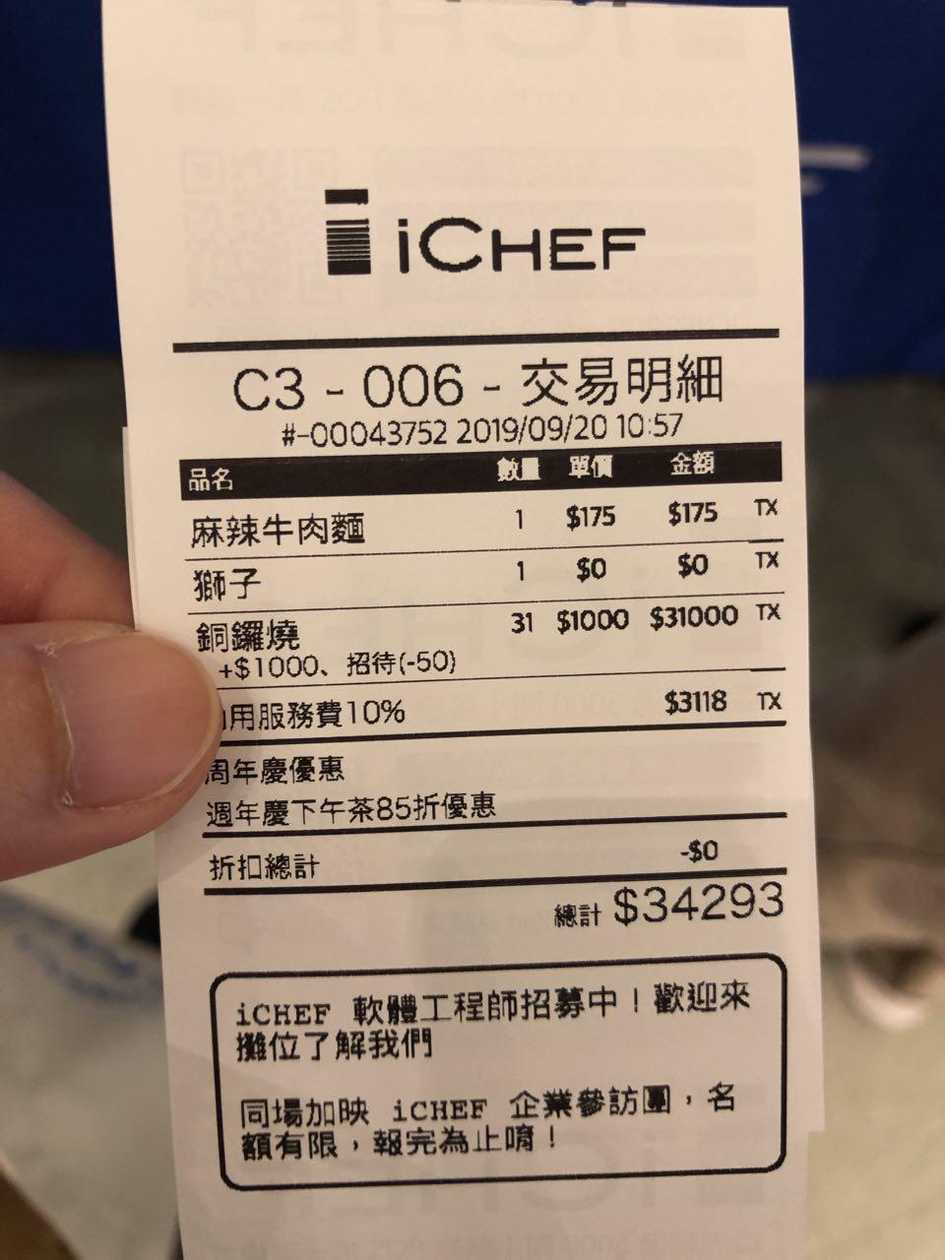 iCHEF
C3 - 006 - 交易明細
#-00043752 2019/09/20 10:57
品名 數量 單價 金額
麻辣牛肉麵 1 $175 $175 TX
獅子 1 $0 $0 TX
銅鑼燒 31 $1000 $31000 TX
+$1000、招待(-50)
用服務費10% $3118 TX
周年慶優惠
週年慶下午茶85折優惠
折扣總計 -$0
總計 $34293
iCHEF 軟體工程師招募中！歡迎來
攤位了解我們
同場加映 iCHEF 企業參訪團，名
額有限，報完為止唷！